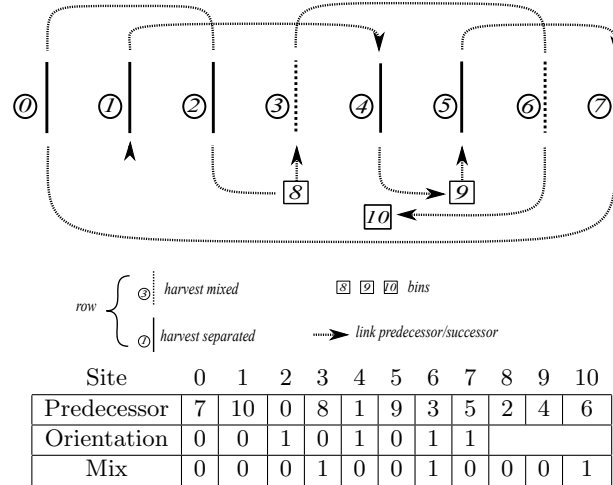 0 1 2 3 4 5 6 7
8 9
10
3 harvest mixed 8 9 10 bins
row
1 harvest separated link predecessor/successor
Site 0 1 2 3 4 5 6 7 8 9 10
Predecessor 7 10 0 8 1 9 3 5 2 4 6
Orientation 0 0 1 0 1 0 1 1
Mix 0 0 0 1 0 0 1 0 0 0 1